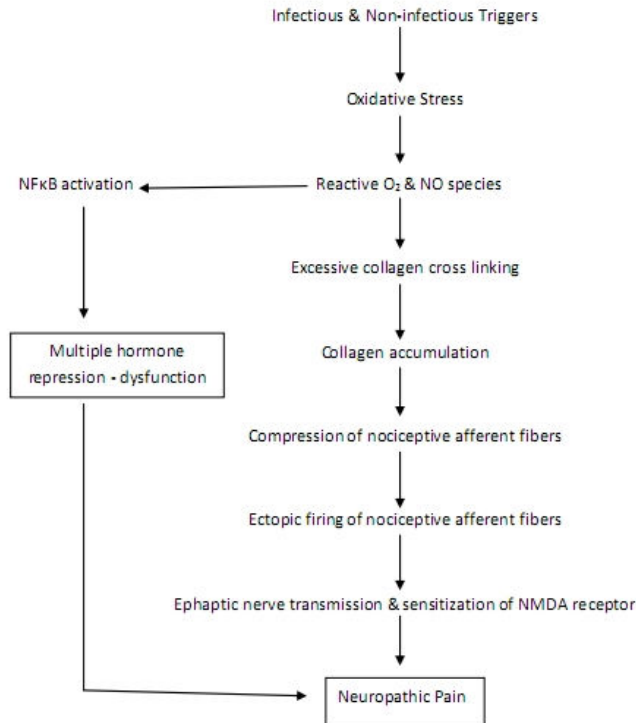 Infectious & Non-infectious Triggers
Oxidative Stress
NFκB activation
Reactive O₂ & NO species
Excessive collagen cross linking
Multiple hormone
repression - dysfunction
Collagen accumulation
Compression of nociceptive afferent fibers
Ectopic firing of nociceptive afferent fibers
Ephaptic nerve transmission & sensitization of NMDA receptor
Neuropathic Pain